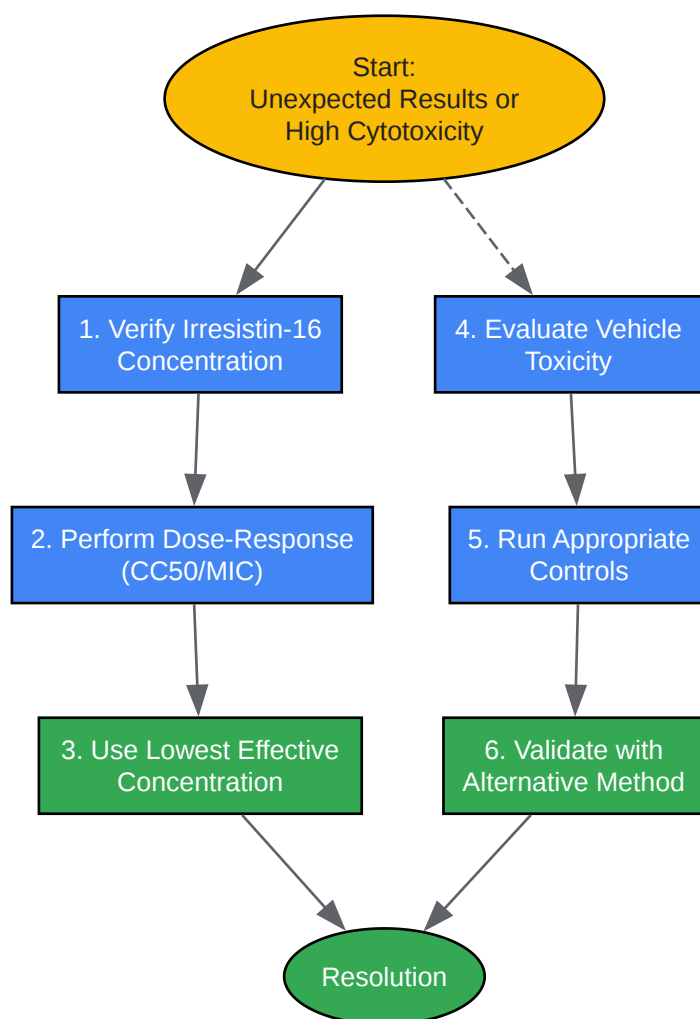 Start:
Unexpected Results or
High Cytotoxicity
1. Verify Irresistin-16
Concentration
4. Evaluate Vehicle
Toxicity
2. Perform Dose-Response
(CC50/MIC)
5. Run Appropriate
Controls
3. Use Lowest Effective
Concentration
6. Validate with
Alternative Method
Resolution